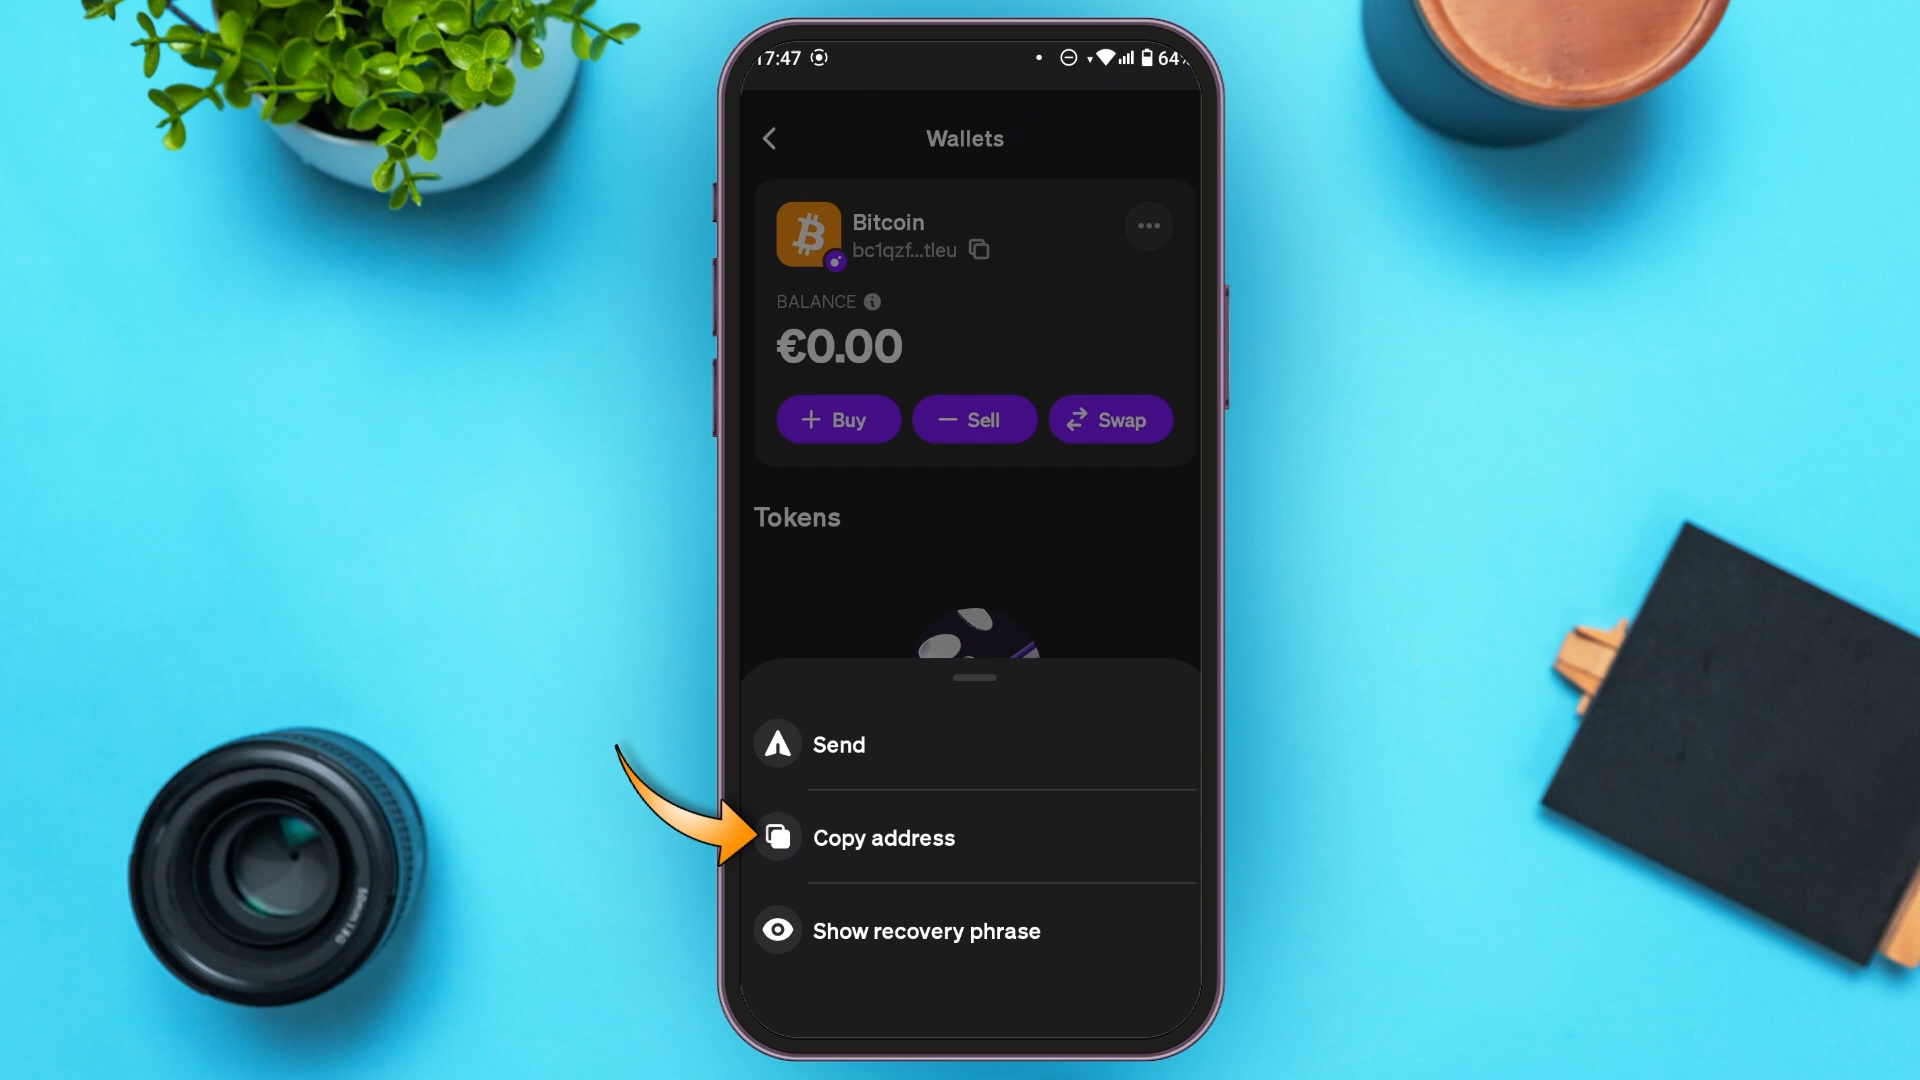 17:47
64%
Wallets
Bitcoin
bc1qzf...tleu
BALANCE
€0.00
Buy
Sell
Swap
Tokens
Send
Copy address
Show recovery phrase